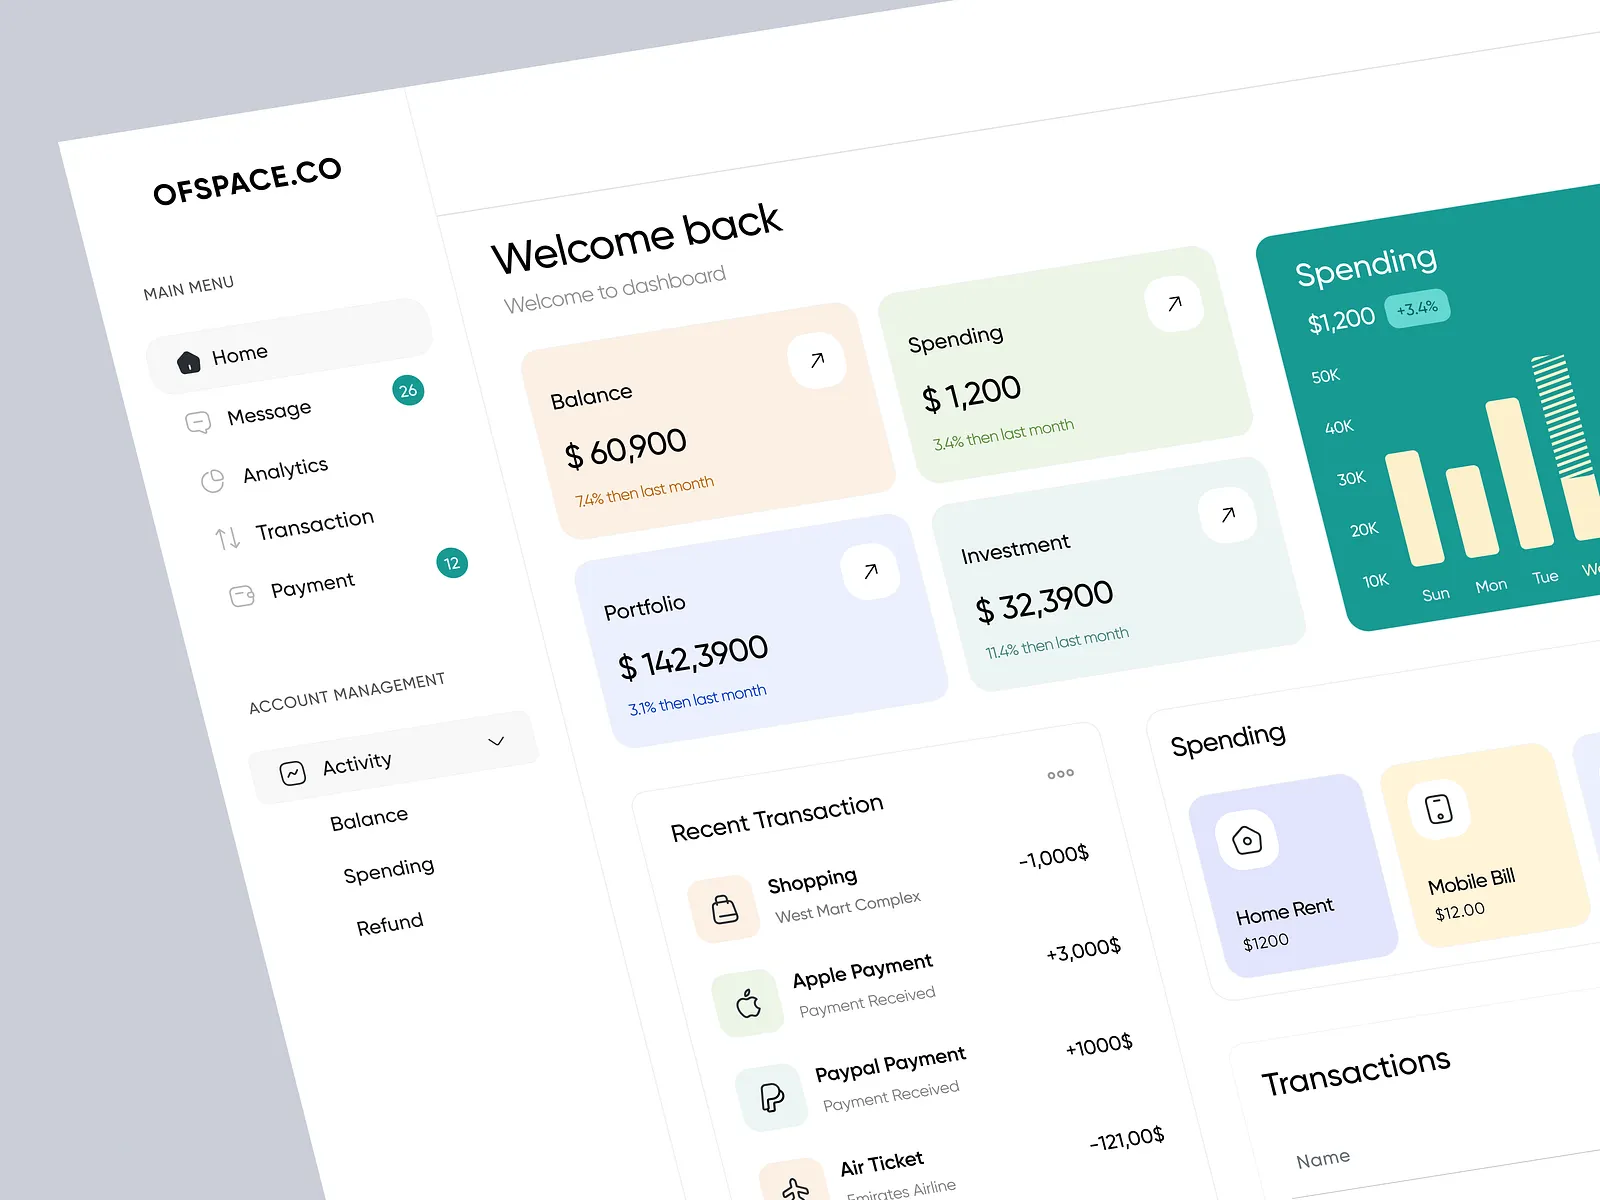 OFSPACE.CO
MAIN MENU
Home
Message
26
Analytics
Transaction
Payment
12
ACCOUNT MANAGEMENT
Activity
Balance
Spending
Refund
Welcome back
Welcome to dashboard
Balance
$ 60,900
7.4% then last month
Spending
$ 1,200
3.4% then last month
Portfolio
$ 142,3900
3.1% then last month
Investment
$ 32,3900
11.4% then last month
Spending
$1,200
+3.4%
50K
40K
30K
20K
10K
Sun
Mon
Tue
Recent Transaction
Shopping
West Mart Complex
-1,000$
Apple Payment
Payment Received
+3,000$
Paypal Payment
Payment Received
+1000$
Air Ticket
Emirates Airline
-121,00$
Spending
Home Rent
$1200
Mobile Bill
$12.00
Transactions
Name